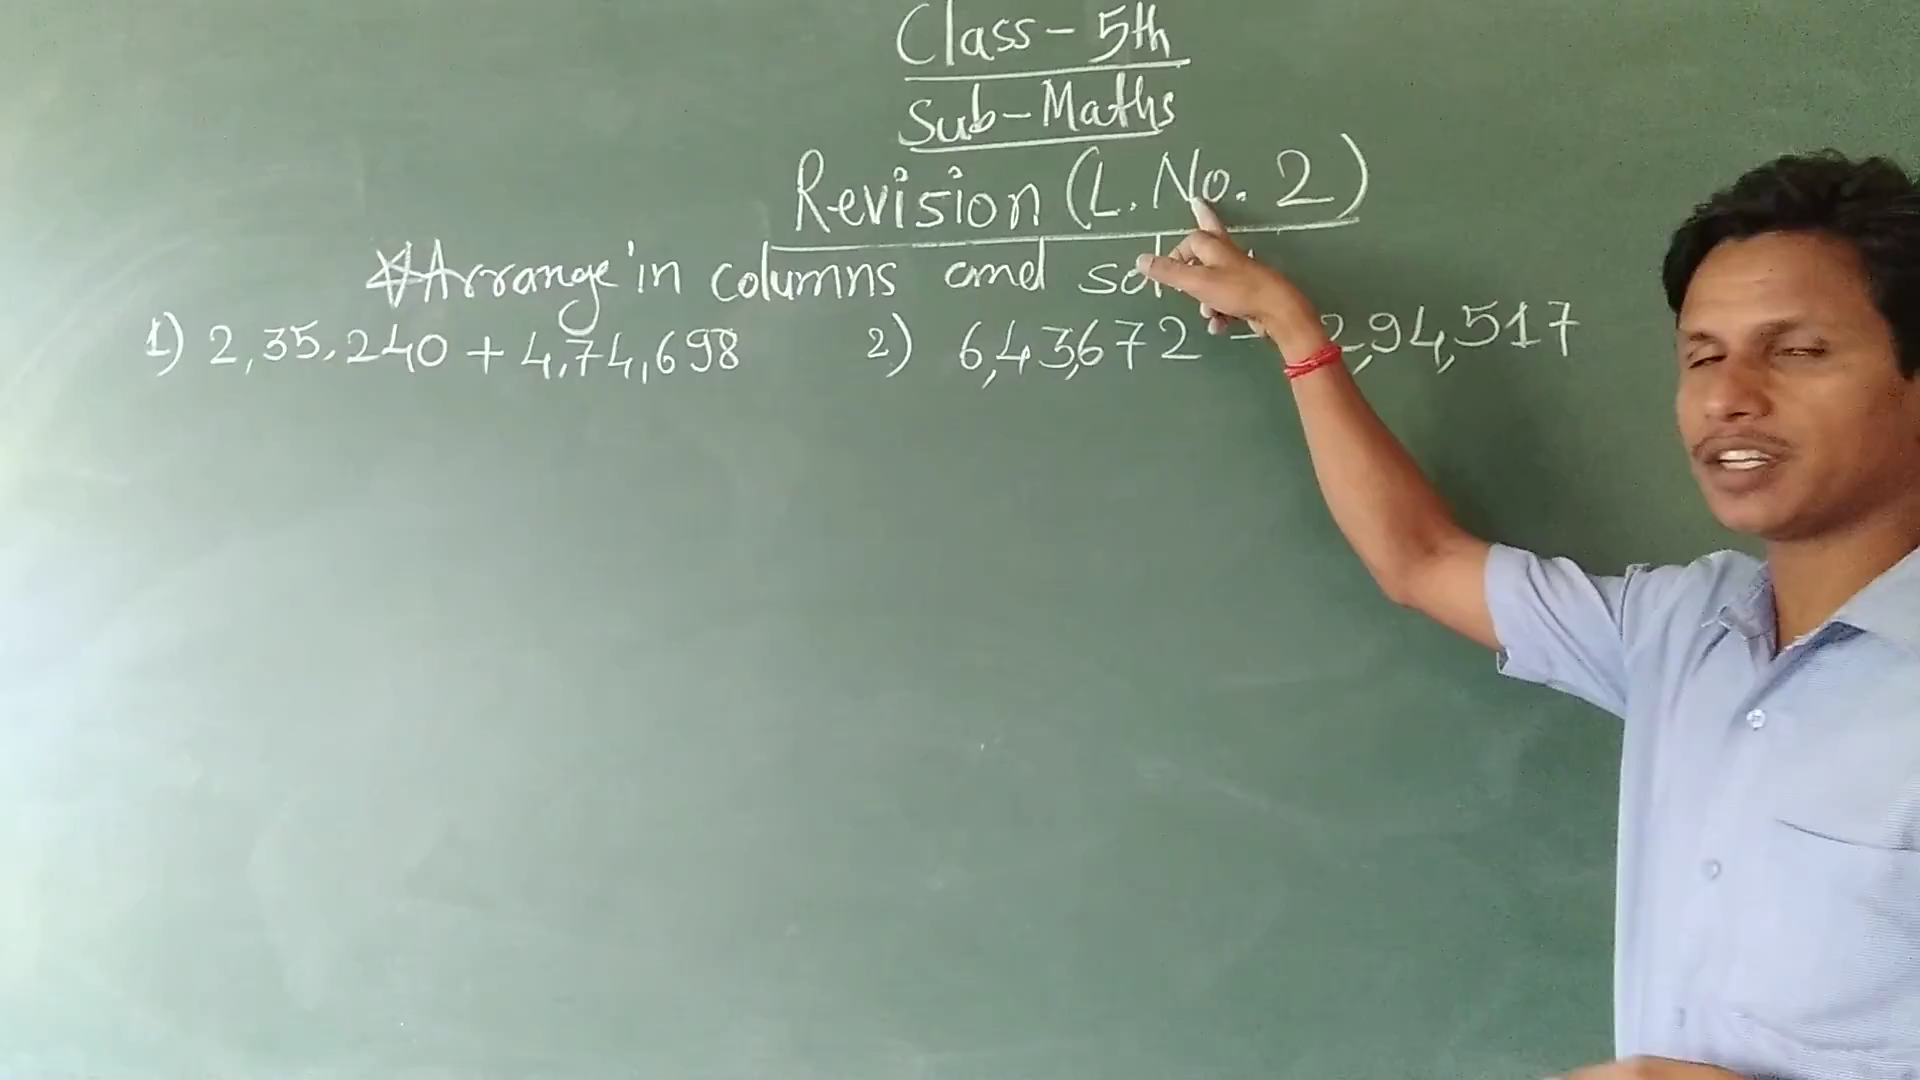 Class-5th
Sub-Maths
Revision (L. No. 2)
Arrange in columns and
1) 2,35,240 + 4,74,698
2) 6,43,672 - 2,94,517